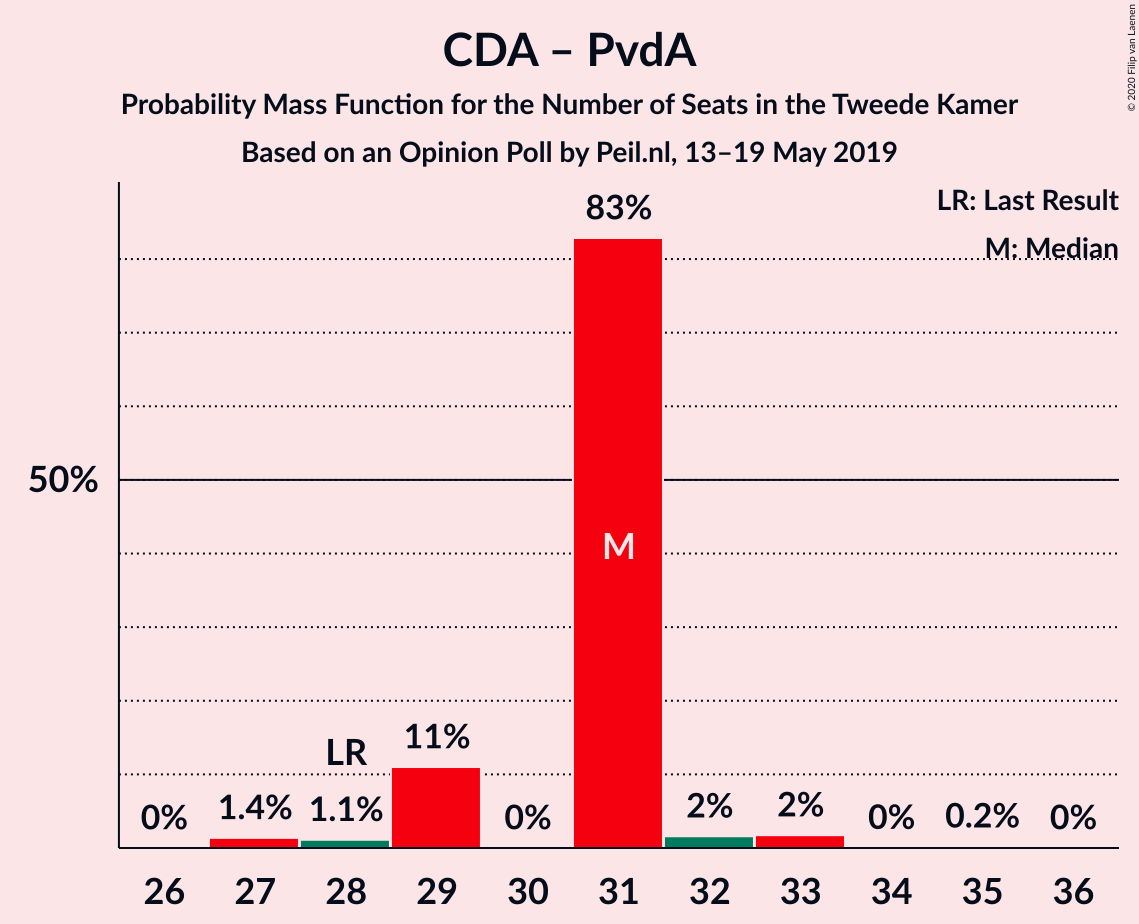 CDA – PvdA
Probability Mass Function for the Number of Seats in the Tweede Kamer
Based on an Opinion Poll by Peil.nl, 13–19 May 2019
© 2020 Filip van Laenen
LR: Last Result
M: Median
83%
50%
M
LR
11%
0%
1.4%
1.1%
0%
2%
2%
0%
0.2%
0%
26 27 28 29 30 31 32 33 34 35 36